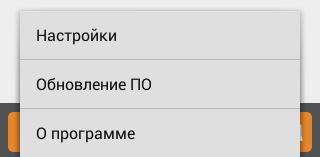 Настройки
Обновление ПО
О программе